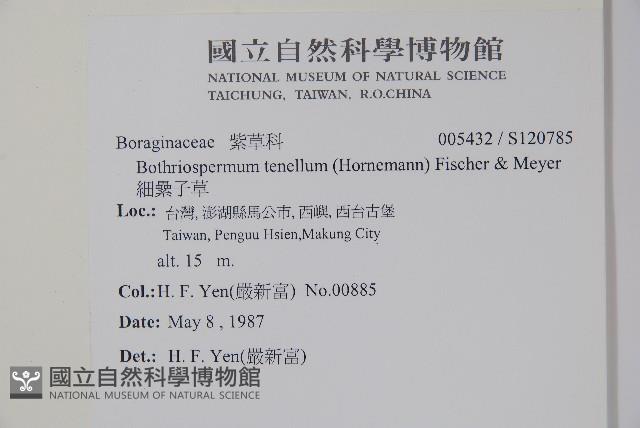 國立自然科學博物館
NATIONAL MUSEUM OF NATURAL SCIENCE
TAICHUNG, TAIWAN, R.O.CHINA
Boraginaceae 紫草科 005432 / S120785
Bothriospermum tenellum (Hornemann) Fischer & Meyer
細纍子草
Loc.: 台灣, 澎湖縣馬公市, 西嶼, 西台古堡
Taiwan, Penguu Hsien,Makung City
alt. 15 m.
Col.:H. F. Yen(嚴新富) No.00885
Date: May 8 , 1987
Det.: H. F. Yen(嚴新富)
國立自然科學博物館
NATIONAL MUSEUM OF NATURAL SCIENCE